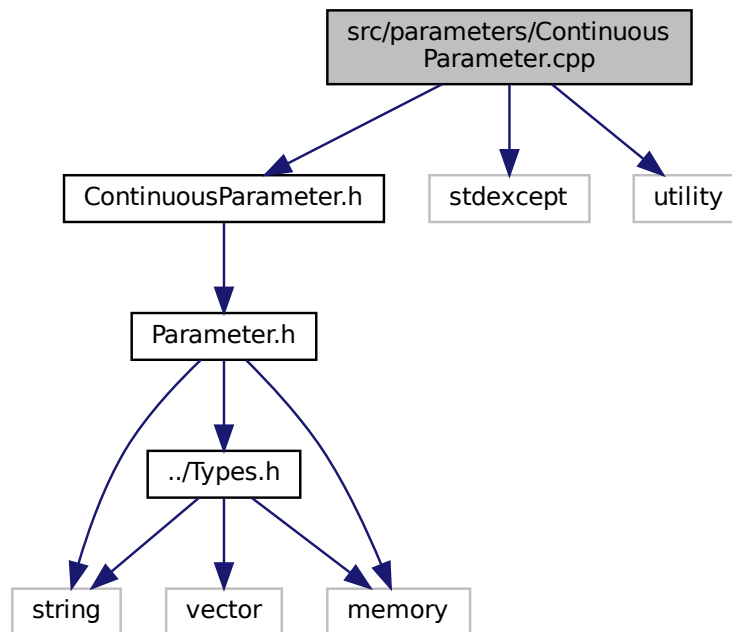 src/parameters/Continuous
Parameter.cpp
ContinuousParameter.h
stdexcept
utility
Parameter.h
../Types.h
string
vector
memory